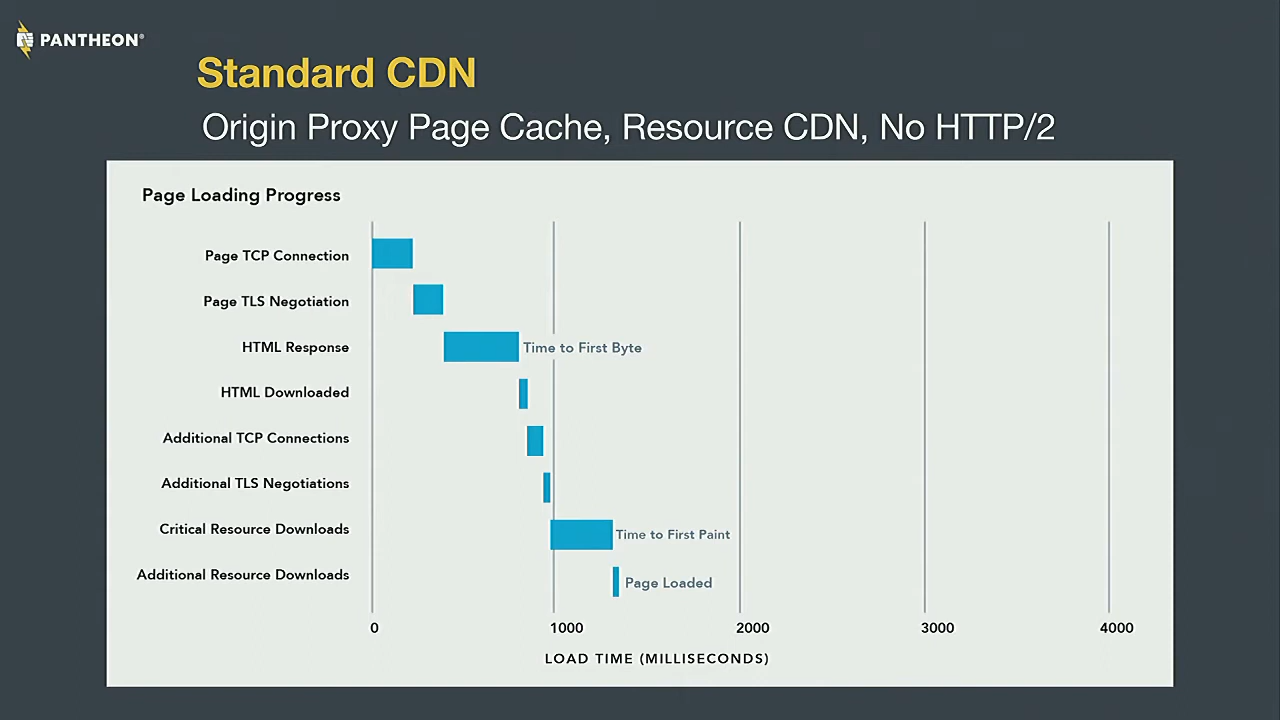 PANTHEON®
Standard CDN
Origin Proxy Page Cache, Resource CDN, No HTTP/2
Page Loading Progress
Page TCP Connection
Page TLS Negotiation
HTML Response
Time to First Byte
HTML Downloaded
Additional TCP Connections
Additional TLS Negotiations
Critical Resource Downloads
Time to First Paint
Additional Resource Downloads
Page Loaded
0 1000 2000 3000 4000
LOAD TIME (MILLISECONDS)